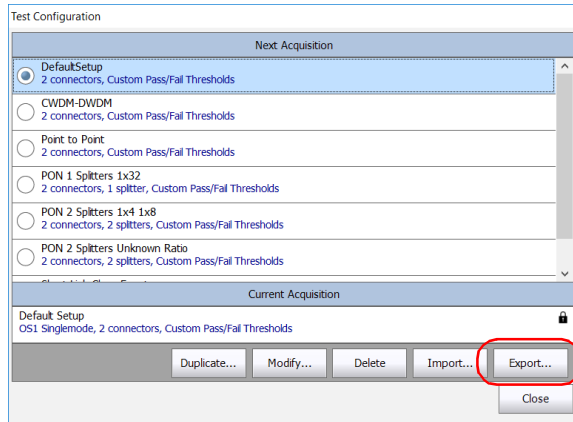 Test Configuration
Next Acquisition
DefaultSetup
2 connectors, Custom Pass/Fail Thresholds
CWDM-DWDM
2 connectors, Custom Pass/Fail Thresholds
Point to Point
2 connectors, Custom Pass/Fail Thresholds
PON 1 Splitters 1x32
2 connectors, 1 splitter, Custom Pass/Fail Thresholds
PON 2 Splitters 1x4 1x8
2 connectors, 2 splitters, Custom Pass/Fail Thresholds
PON 2 Splitters Unknown Ratio
2 connectors, 2 splitters, Custom Pass/Fail Thresholds
Current Acquisition
Default Setup
OS1 Singlemode, 2 connectors, Custom Pass/Fail Thresholds
Duplicate... Modify... Delete Import... Export...
Close